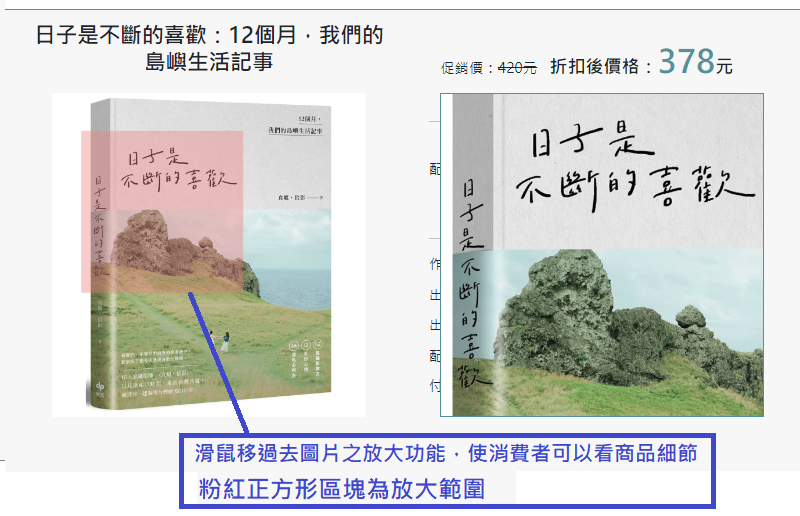 日子是不斷的喜歡：12個月，我們的
島嶼生活記事
促銷價：420元 折扣後價格：378元
12個月，
我們的島嶼生活記事
日子是
不斷的喜歡
日子是不斷的喜歡
日子是
不斷的喜歡
日子是不斷的喜歡
配
作
出
出
配
付
滑鼠移過去圖片之放大功能，使消費者可以看商品細節
粉紅正方形區塊為放大範圍